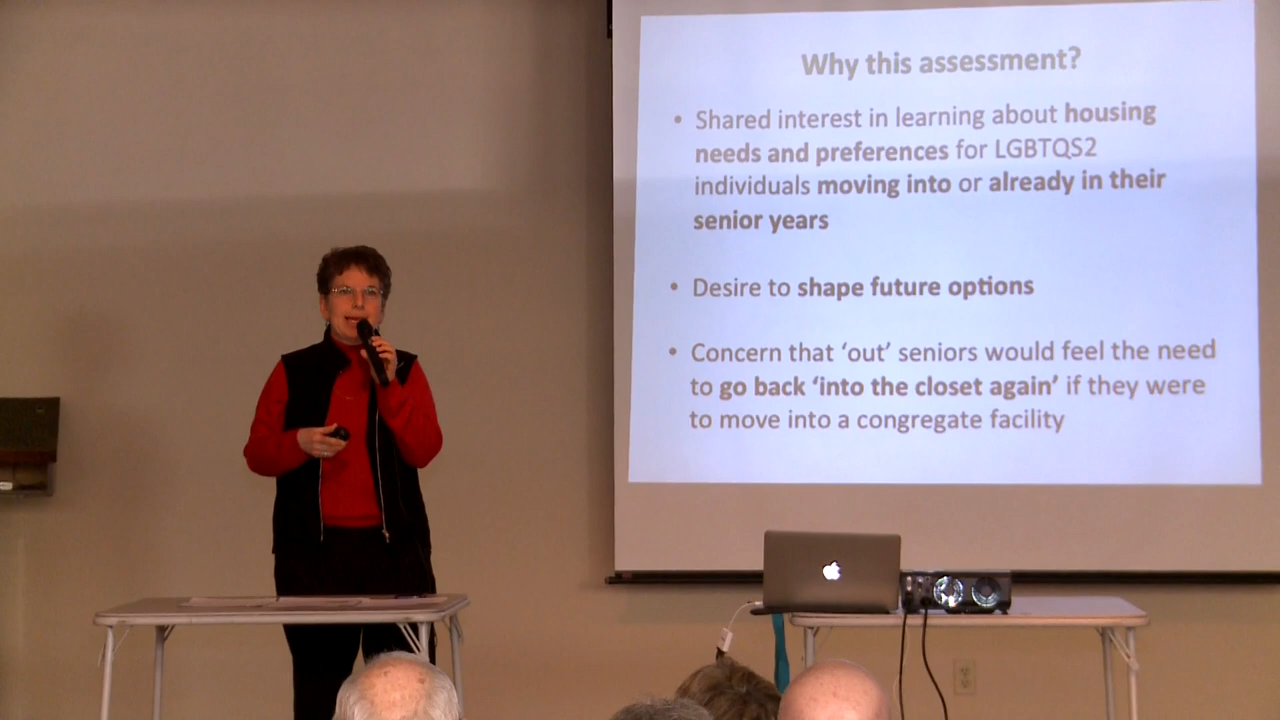 Why this assessment?
• Shared interest in learning about housing
needs and preferences for LGBTQS2
individuals moving into or already in their
senior years
• Desire to shape future options
• Concern that ‘out’ seniors would feel the need
to go back ‘into the closet again’ if they were
to move into a congregate facility